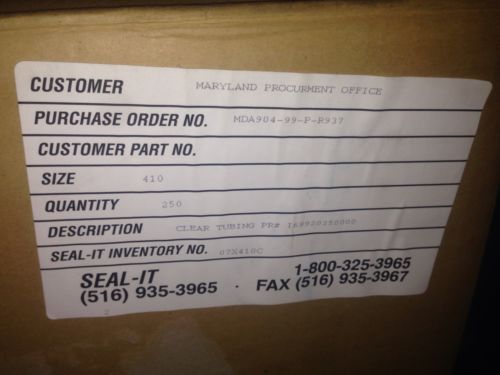 CUSTOMER MARYLAND PROCURMENT OFFICE
PURCHASE ORDER NO. MDA904-99-P-R937
CUSTOMER PART NO.
SIZE 410
QUANTITY 250
DESCRIPTION CLEAR TUBING PR# 169920250000
SEAL-IT INVENTORY NO. 07X410C
SEAL-IT 1-800-325-3965
(516) 935-3965 · FAX (516) 935-3967
2